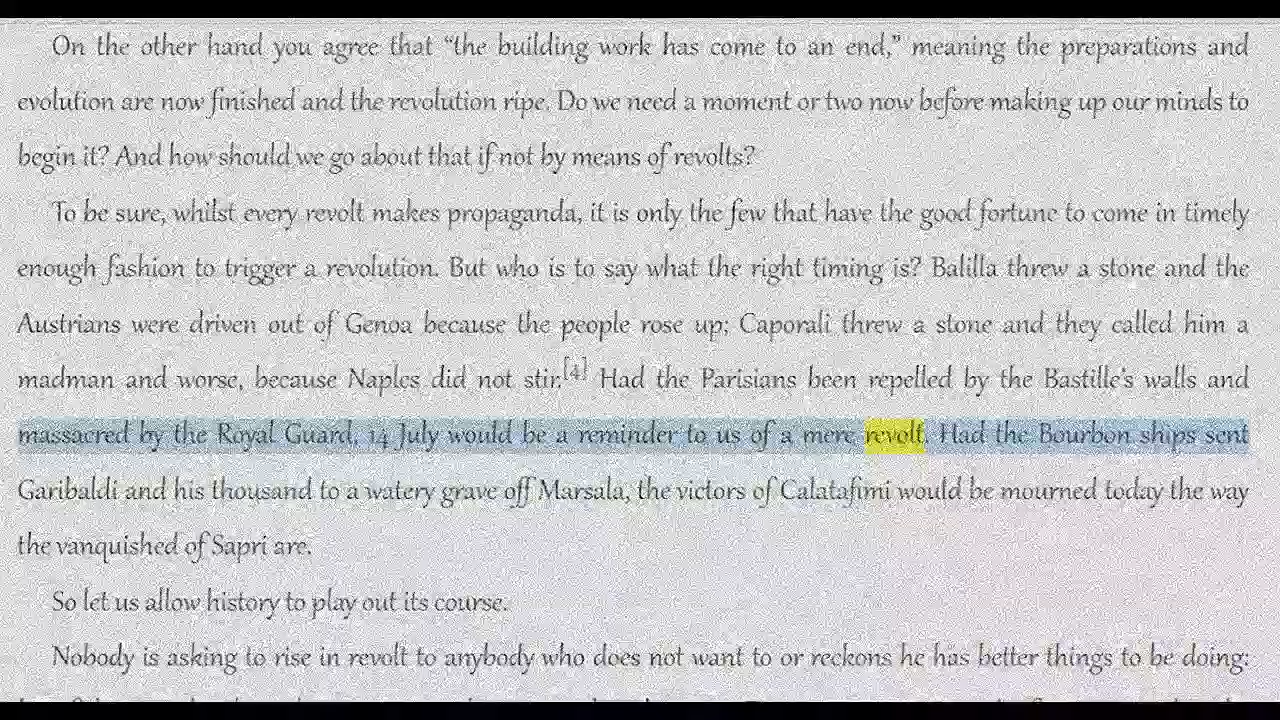 On the other hand you agree that “the building work has come to an end,” meaning the preparations and
evolution are now finished and the revolution ripe. Do we need a moment or two now before making up our minds to
begin it? And how should we go about that if not by means of revolts?
To be sure, whilst every revolt makes propaganda, it is only the few that have the good fortune to come in timely
enough fashion to trigger a revolution. But who is to say what the right timing is? Balilla threw a stone and the
Austrians were driven out of Genoa because the people rose up; Caporali threw a stone and they called him a
madman and worse, because Naples did not stir.[4] Had the Parisians been repelled by the Bastille’s walls and
massacred by the Royal Guard, 14 July would be a reminder to us of a mere revolt. Had the Bourbon ships sent
Garibaldi and his thousand to a watery grave off Marsala, the victors of Calatafimi would be mourned today the way
the vanquished of Sapri are.
So let us allow history to play out its course.
Nobody is asking to rise in revolt to anybody who does not want to or reckons he has better things to be doing: